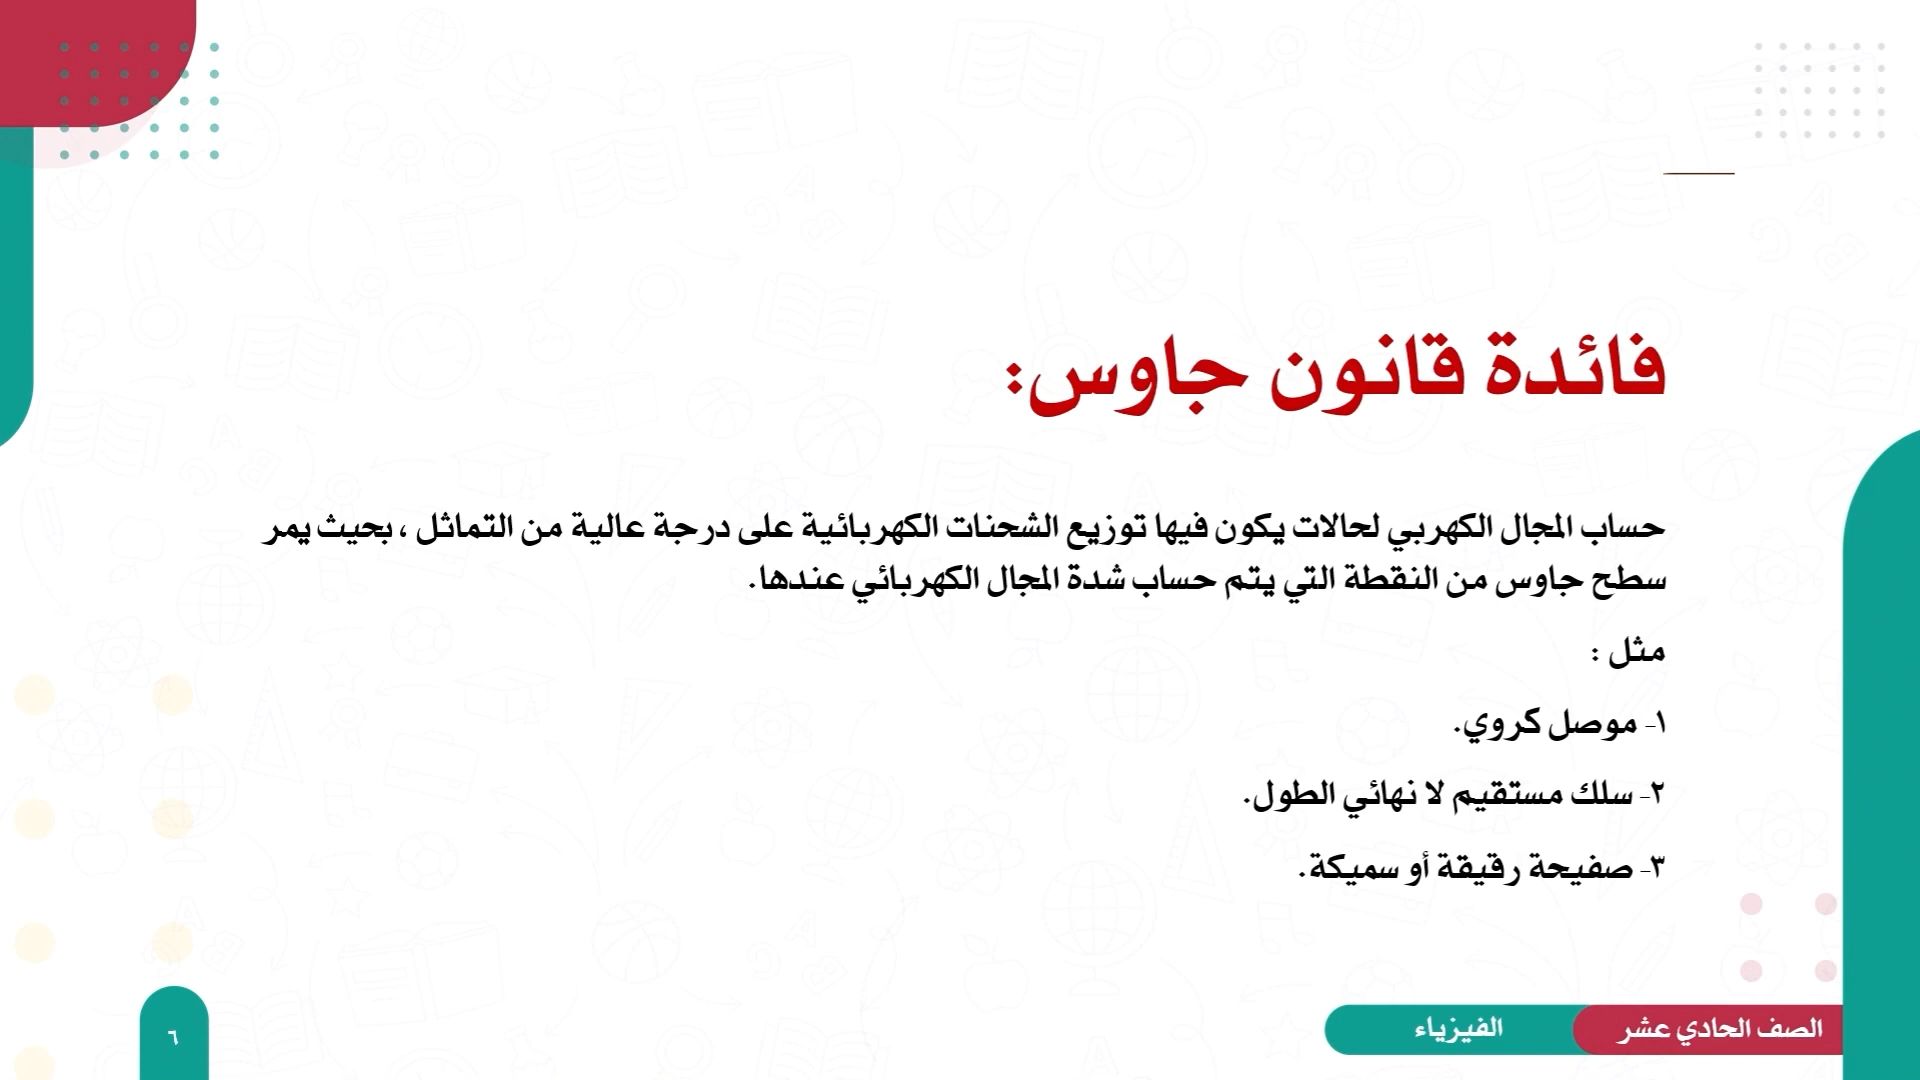 فائدة قانون جاوس:
حساب المجال الكهربي لحالات يكون فيها توزيع الشحنات الكهربائية على درجة عالية من التماثل ، بحيث يمر
سطح جاوس من النقطة التي يتم حساب شدة المجال الكهربائي عندها.
مثل :
١- موصل كروي.
٢- سلك مستقيم لا نهائي الطول.
٣- صفيحة رقيقة أو سميكة.
الصف الحادي عشر
الفيزياء
٦